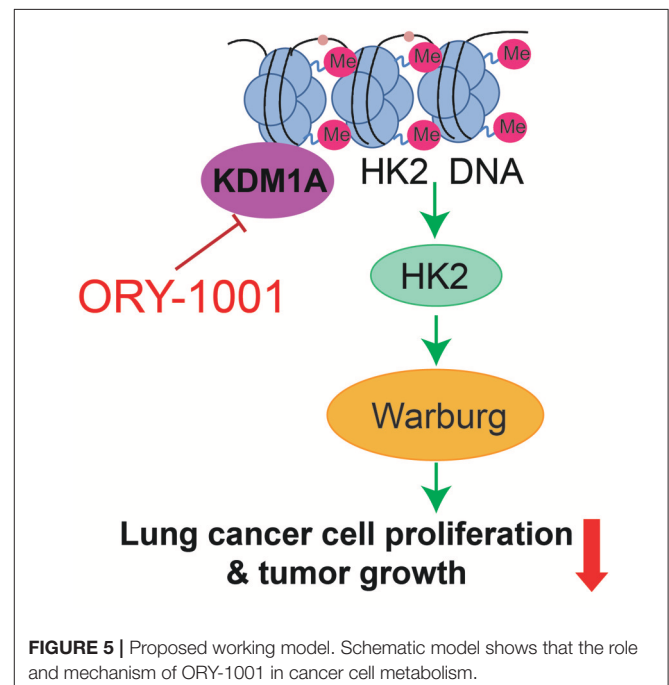 Me Me Me
Me Me Me
KDM1A HK2 DNA
ORY-1001
HK2
Warburg
Lung cancer cell proliferation
& tumor growth
FIGURE 5 | Proposed working model. Schematic model shows that the role
and mechanism of ORY-1001 in cancer cell metabolism.